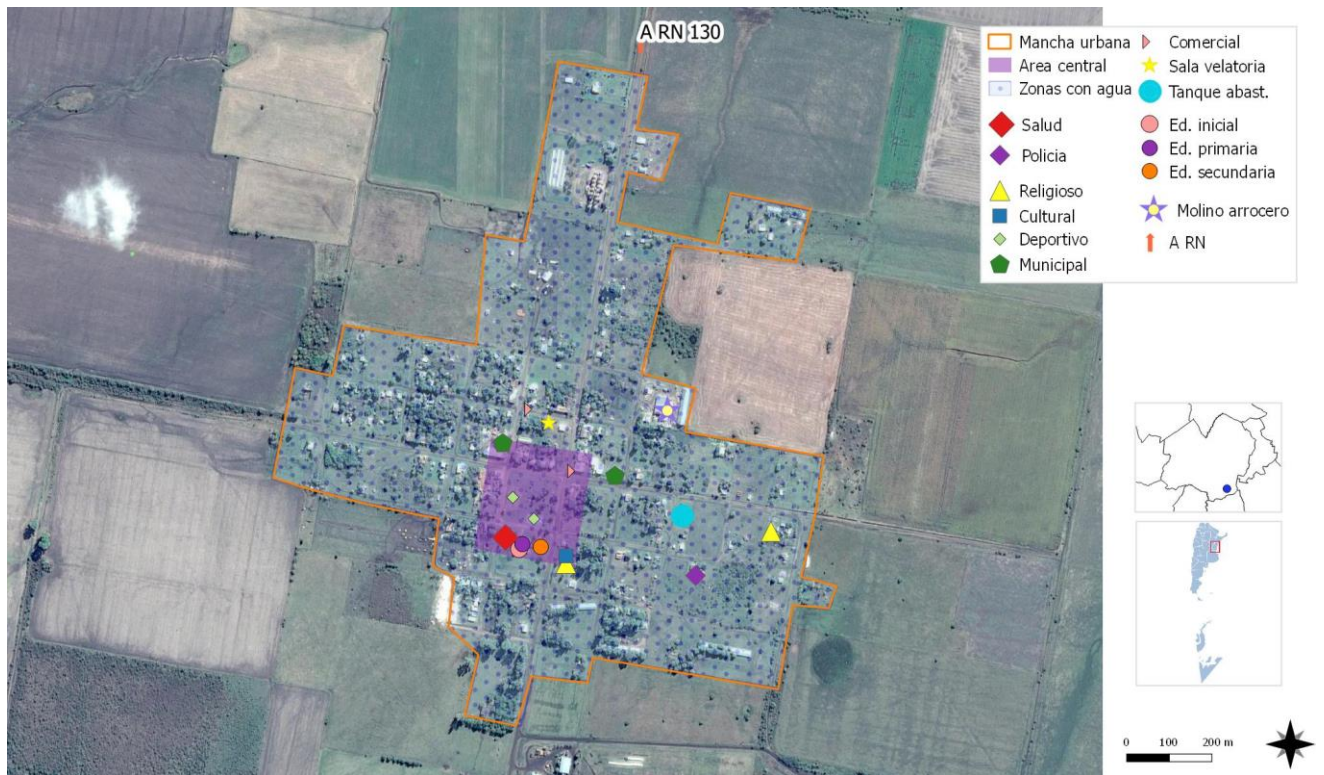 A RN 130
Mancha urbana
Area central
Zonas con agua
Salud
Policia
Religioso
Cultural
Deportivo
Municipal
Comercial
Sala velatoria
Tanque abast.
Ed. inicial
Ed. primaria
Ed. secundaria
Molino arrocero
A RN
0 100 200 m